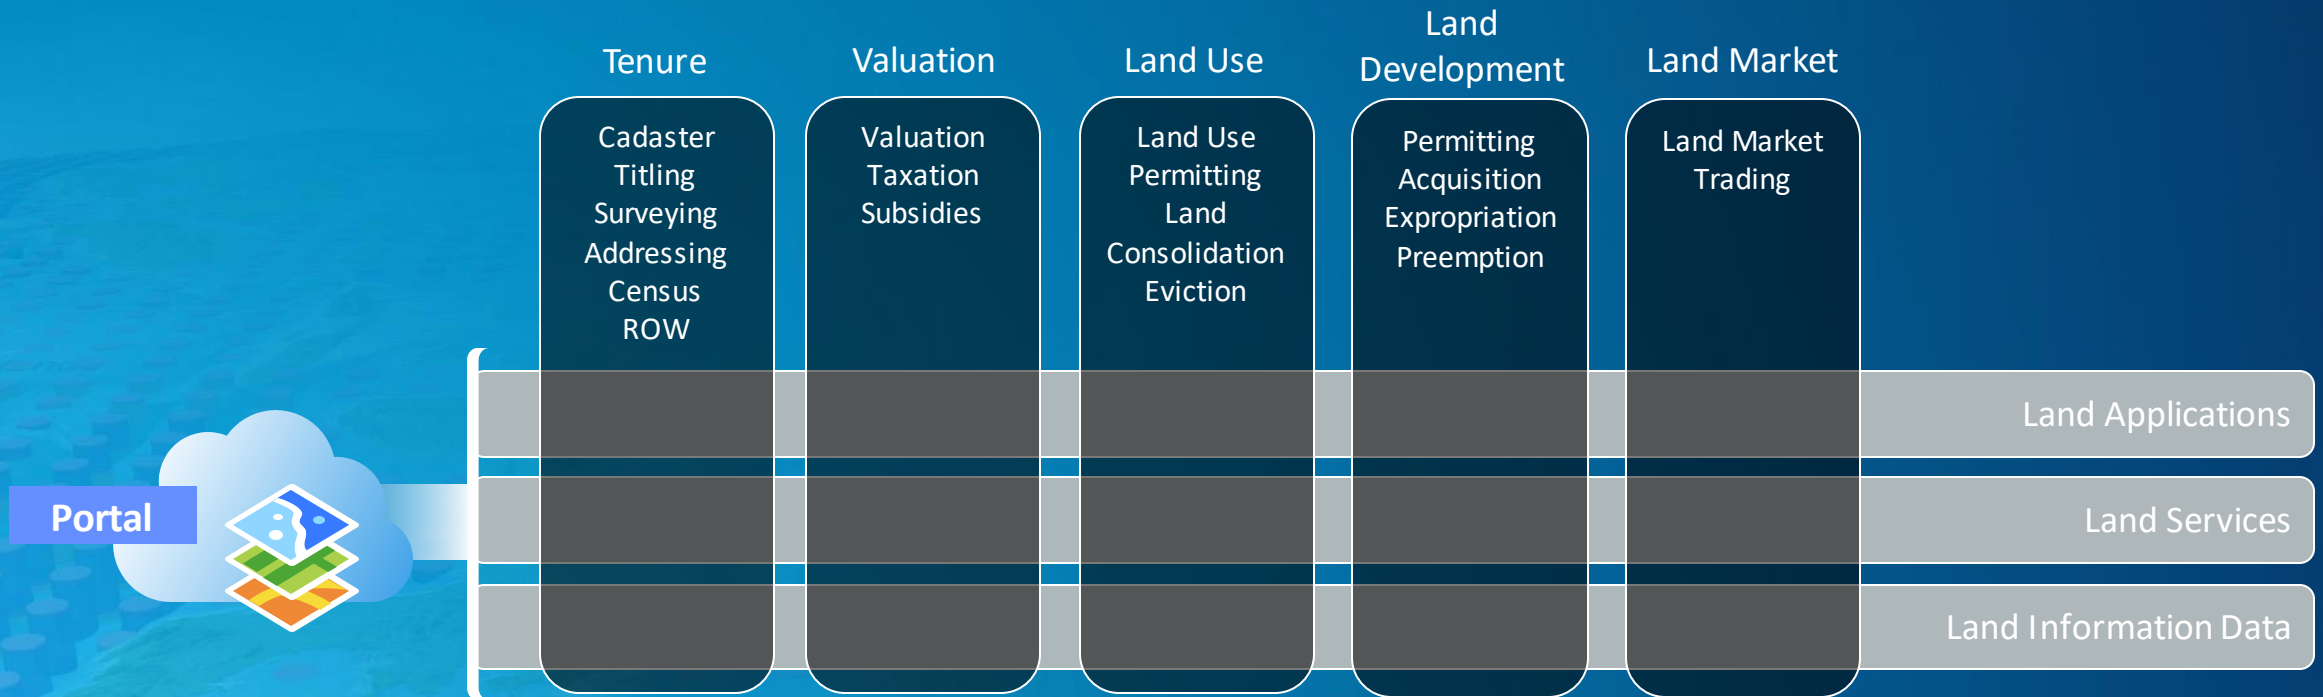 Tenure
Valuation
Land Use
Land
Development
Land Market
Cadaster
Titling
Surveying
Addressing
Census
ROW
Valuation
Taxation
Subsidies
Land Use
Permitting
Land
Consolidation
Eviction
Permitting
Acquisition
Expropriation
Preemption
Land Market
Trading
Land Applications
Portal
Land Services
Land Information Data